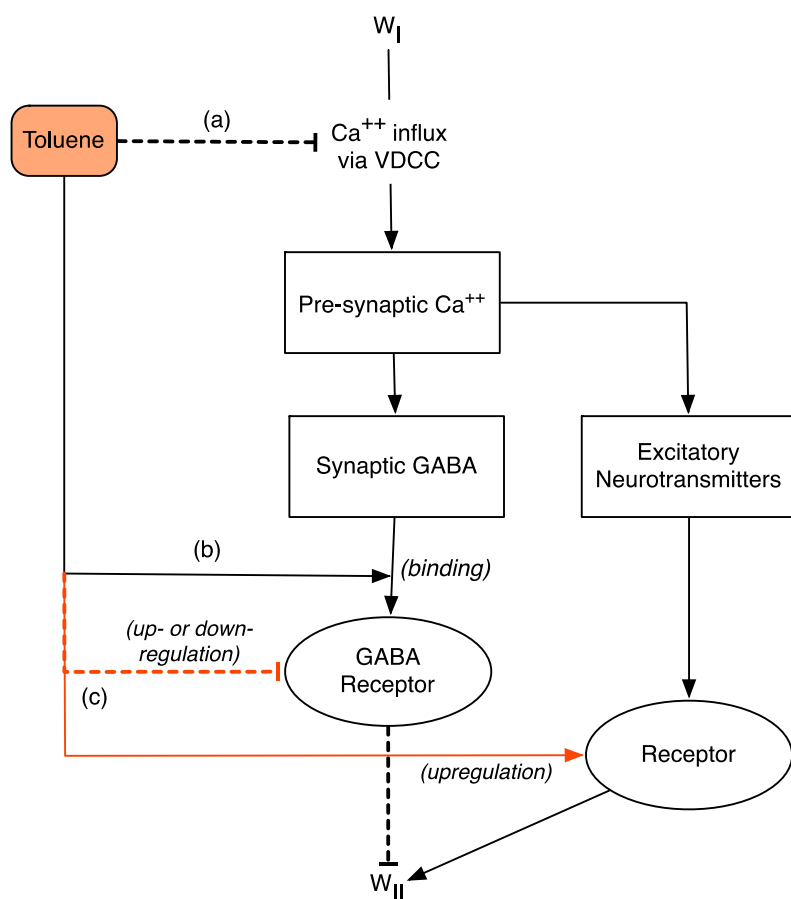 W_I
Toluene
(a)
Ca++ influx
via VDCC
Pre-synaptic Ca++
Synaptic GABA
Excitatory
Neurotransmitters
(b)
(binding)
(up- or down-
regulation)
GABA
Receptor
(c)
Receptor
(upregulation)
W_II